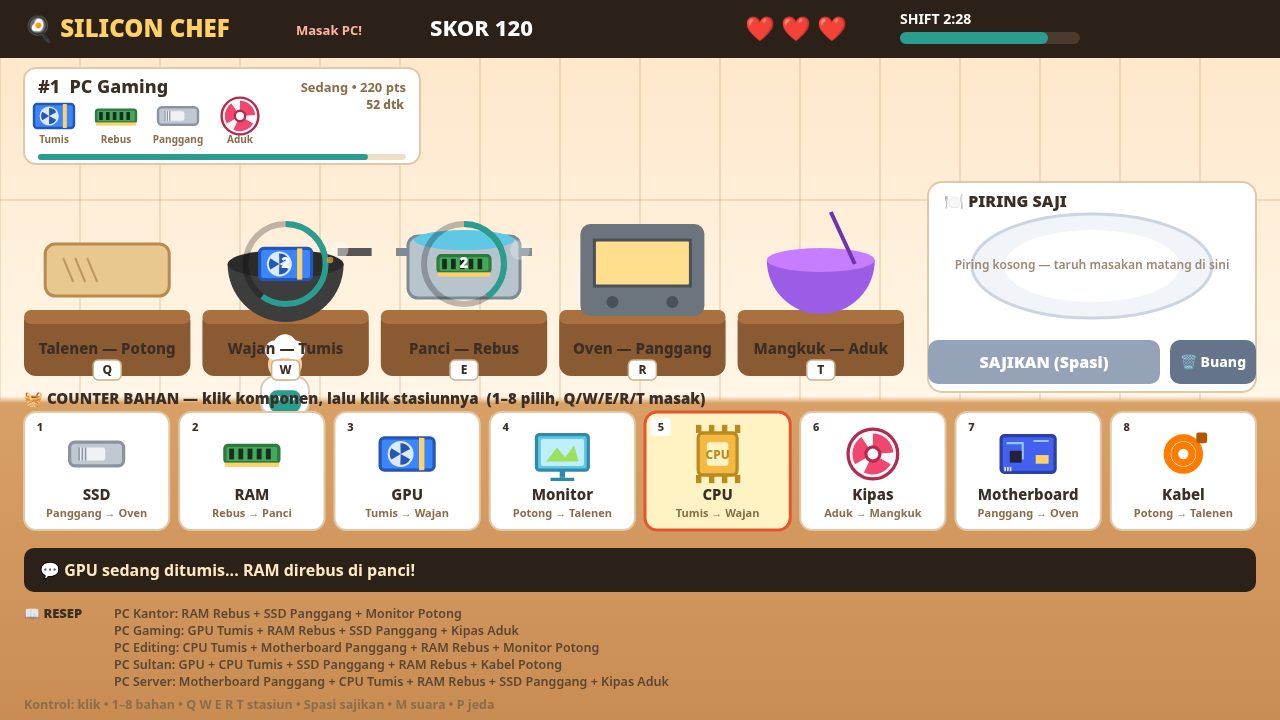 SILICON CHEF
Masak PC!
SKOR 120
SHIFT 2:28
#1 PC Gaming
Sedang • 220 pts
52 dtk
Tumis
Rebus
Panggang
Aduk
PIRING SAJI
Piring kosong — taruh masakan matang di sini
2
Talenen — Potong
Wajan — Tumis
Panci — Rebus
Oven — Panggang
Mangkuk — Aduk
Q
W
E
R
T
SAJIKAN (Spasi)
Buang
COUNTER BAHAN — klik komponen, lalu klik stasiunnya (1–8 pilih, Q/W/E/R/T masak)
1
SSD
Panggang → Oven
2
RAM
Rebus → Panci
3
GPU
Tumis → Wajan
4
Monitor
Potong → Talenen
5
CPU
CPU
Tumis → Wajan
6
Kipas
Aduk → Mangkuk
7
Motherboard
Panggang → Oven
8
Kabel
Potong → Talenen
GPU sedang ditumis... RAM direbus di panci!
RESEP
PC Kantor: RAM Rebus + SSD Panggang + Monitor Potong
PC Gaming: GPU Tumis + RAM Rebus + SSD Panggang + Kipas Aduk
PC Editing: CPU Tumis + Motherboard Panggang + RAM Rebus + Monitor Potong
PC Sultan: GPU + CPU Tumis + SSD Panggang + RAM Rebus + Kabel Potong
PC Server: Motherboard Panggang + CPU Tumis + RAM Rebus + SSD Panggang + Kipas Aduk
Kontrol: klik • 1–8 bahan • Q W E R T stasiun • Spasi sajikan • M suara • P jeda